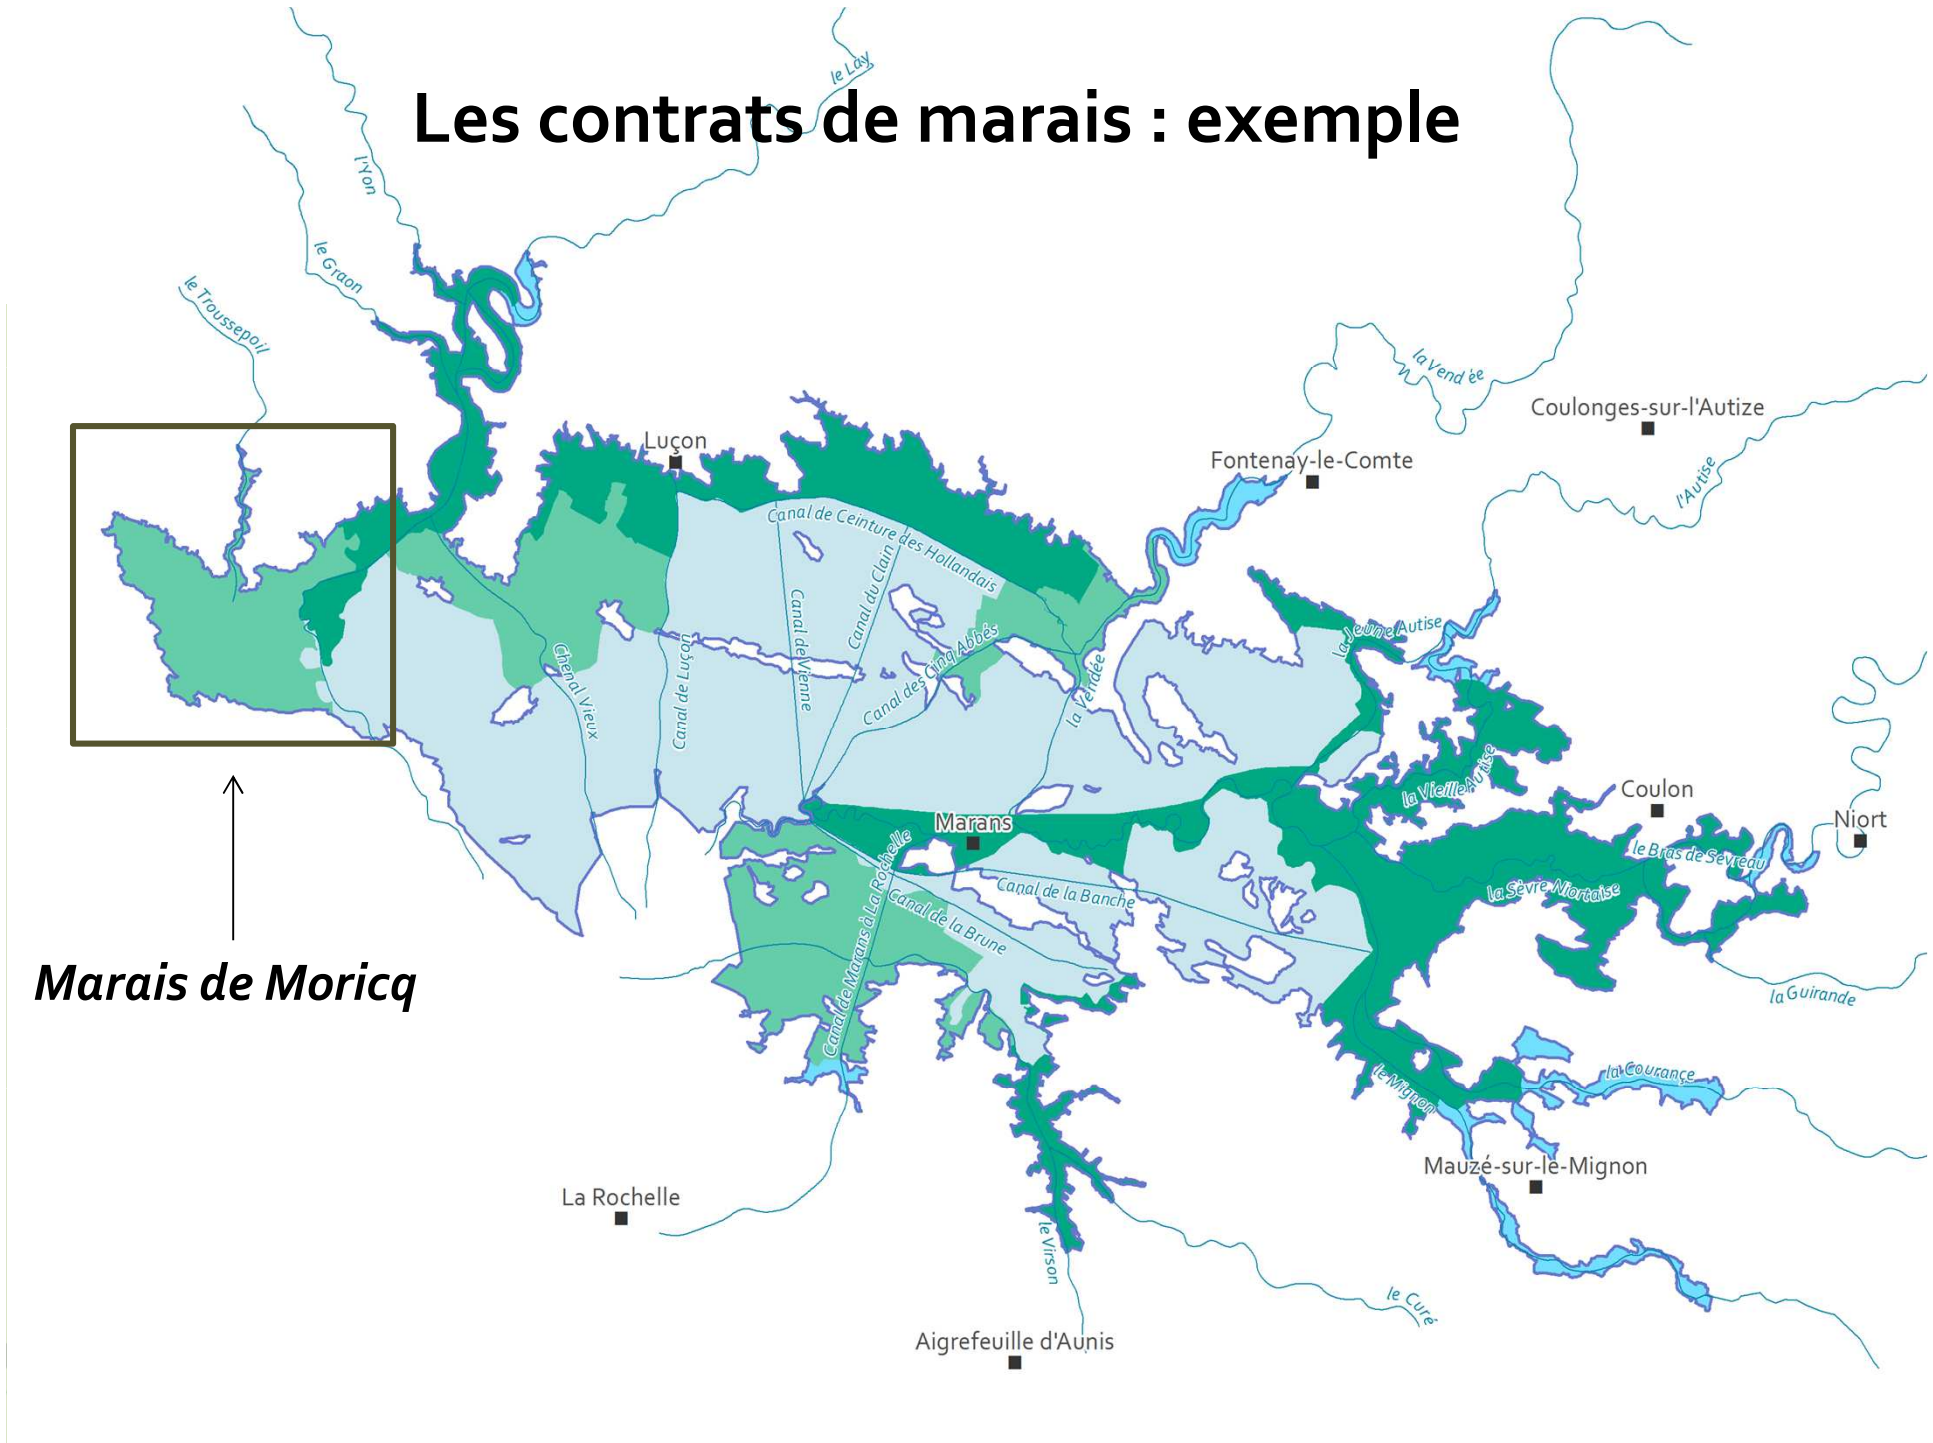 le Lay
Les contrats de marais : exemple
l'Yon
le Graon
le Troussepoil
la Vendée
Coulonges-sur-l'Autize
Luçon
Fontenay-le-Comte
l'Autise
Canal de Ceinture des Hollandais
Canal du Clain
Canal de Vienne
la Jeune Autise
Canal des Cinq Abbés
Chenal Vieux
Canal de Luçon
la Vendée
la Vieille Autise
Coulon
Marans
Niort
le Bras de Sevreau
la Sèvre Niortaise
Canal de la Banche
Canal de la Brune
Canal de Marans à La Rochelle
Marais de Moricq
la Guirande
le Mignon
la Courançe
Mauzé-sur-le-Mignon
La Rochelle
le Virson
le Curé
Aigrefeuille d'Aunis